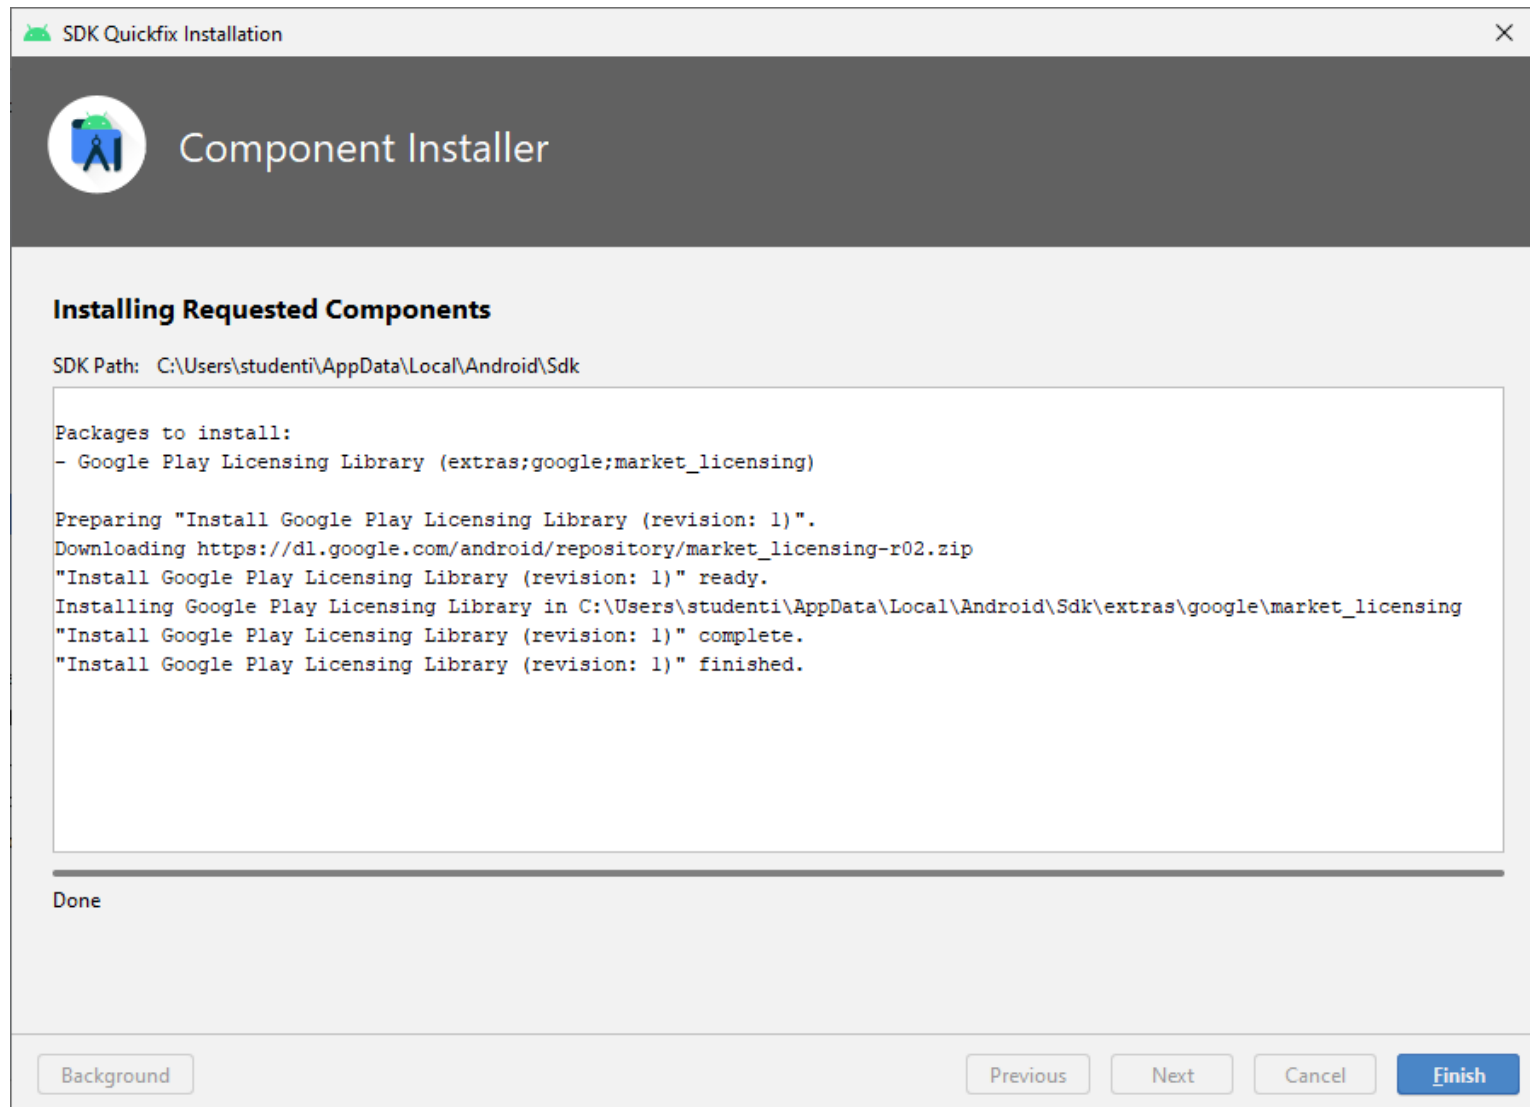 SDK Quickfix Installation
Component Installer
Installing Requested Components
SDK Path: C:\Users\studenti\AppData\Local\Android\Sdk
Packages to install:
- Google Play Licensing Library (extras;google;market_licensing)
Preparing "Install Google Play Licensing Library (revision: 1)".
Downloading https://dl.google.com/android/repository/market_licensing-r02.zip
"Install Google Play Licensing Library (revision: 1)" ready.
Installing Google Play Licensing Library in C:\Users\studenti\AppData\Local\Android\Sdk\extras\google\market_licensing
"Install Google Play Licensing Library (revision: 1)" complete.
"Install Google Play Licensing Library (revision: 1)" finished.
Done
Background Previous Next Cancel Finish